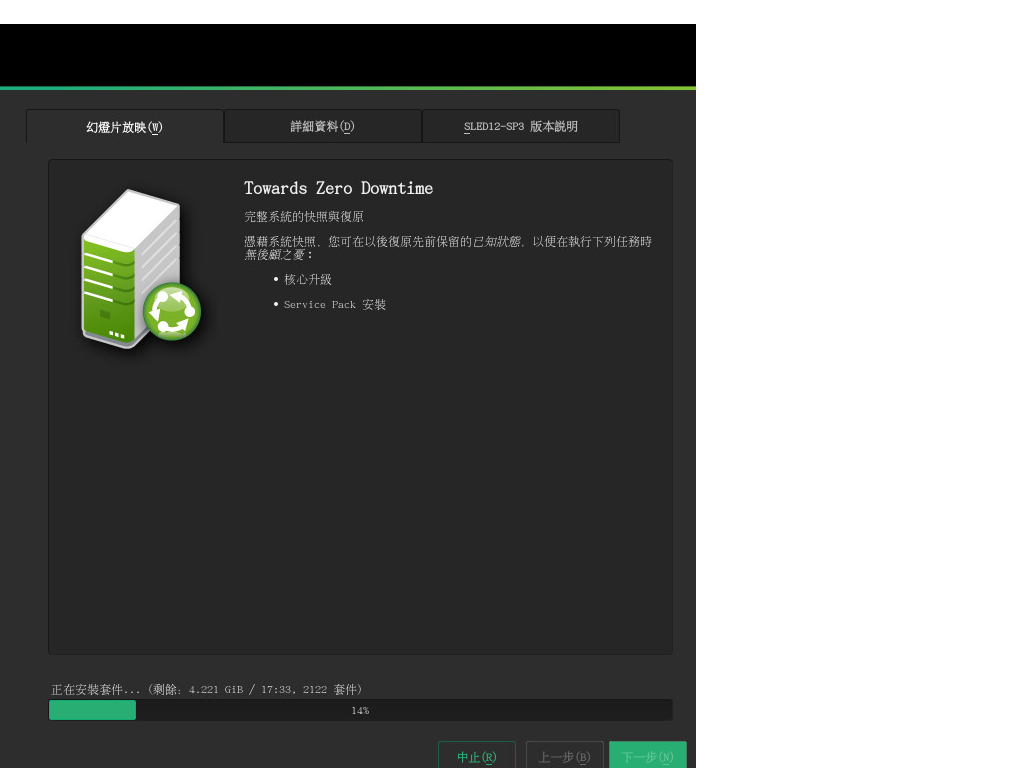 幻燈片放映(W)
詳細資料(D)
SLED12-SP3 版本説明
Towards Zero Downtime
完整系統的快照與復原
憑藉系統快照，您可在以後復原先前保留的已知狀態，以便在執行下列任務時
無後顧之憂：
• 核心升級
• Service Pack 安裝
正在安裝套件... (剩餘: 4.221 GiB / 17:33, 2122 套件)
14%
中止(R)
上一步(B)
下一步(N)